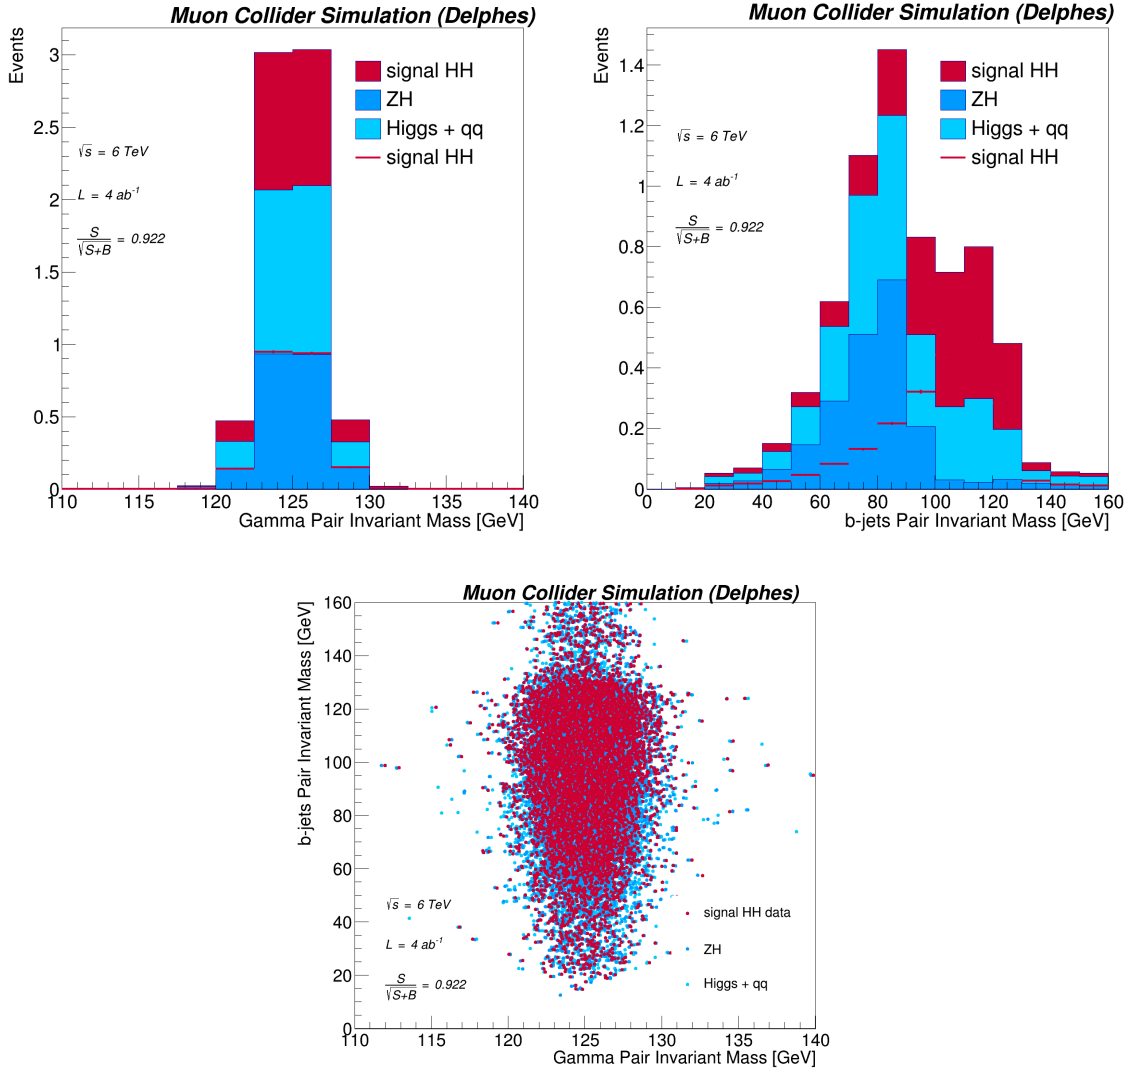 Muon Collider Simulation (Delphes)
Events
3
2.5
2
1.5
1
0.5
0
signal HH
ZH
Higgs + qq
signal HH
√s = 6 TeV
L = 4 ab⁻¹
S/√S+B = 0.922
110 115 120 125 130 135 140
Gamma Pair Invariant Mass [GeV]
Muon Collider Simulation (Delphes)
Events
1.4
1.2
1
0.8
0.6
0.4
0.2
0
signal HH
ZH
Higgs + qq
signal HH
√s = 6 TeV
L = 4 ab⁻¹
S/√S+B = 0.922
0 20 40 60 80 100 120 140 160
b-jets Pair Invariant Mass [GeV]
Muon Collider Simulation (Delphes)
b-jets Pair Invariant Mass [GeV]
160
140
120
100
80
60
40
20
0
√s = 6 TeV
L = 4 ab⁻¹
S/√S+B = 0.922
signal HH data
ZH
Higgs + qq
110 115 120 125 130 135 140
Gamma Pair Invariant Mass [GeV]